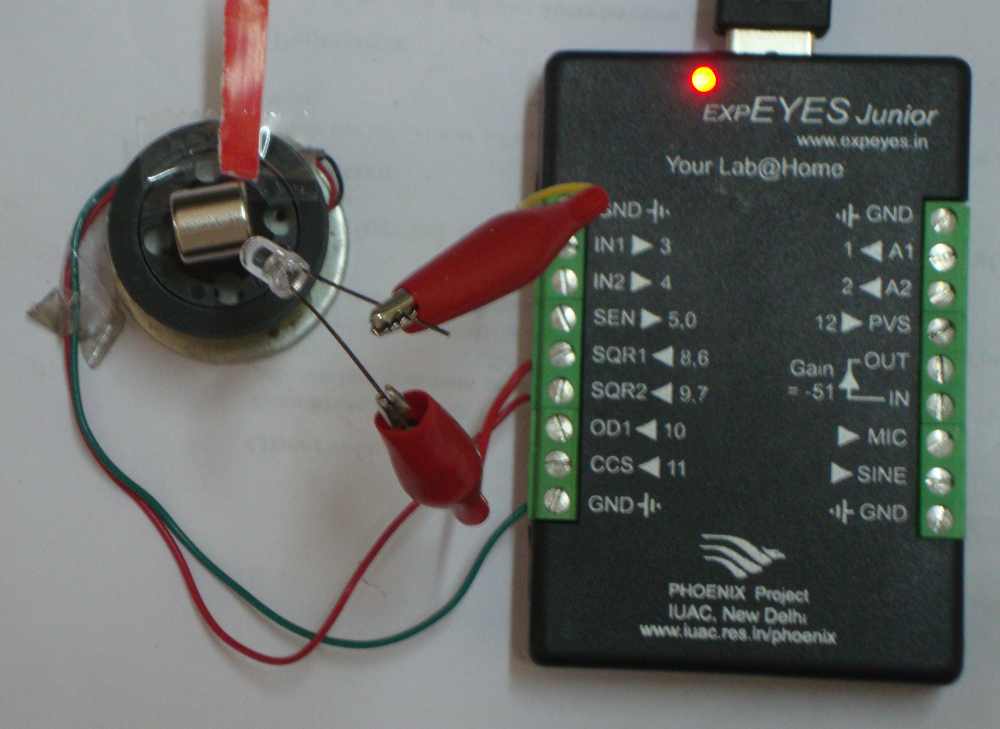 EXPEYES Junior
www.expeyes.in
Your Lab@Home
GND
IN1 3
IN2 4
SEN 5,0
SQR1 8,6
SQR2 9,7
OD1 10
CCS 11
GND
GND
1 A1
2 A2
12 PVS
OUT
Gain
= -51
IN
MIC
SINE
GND
PHOENIX Project
IUAC, New Delhi
www.iuac.res.in/phoenix